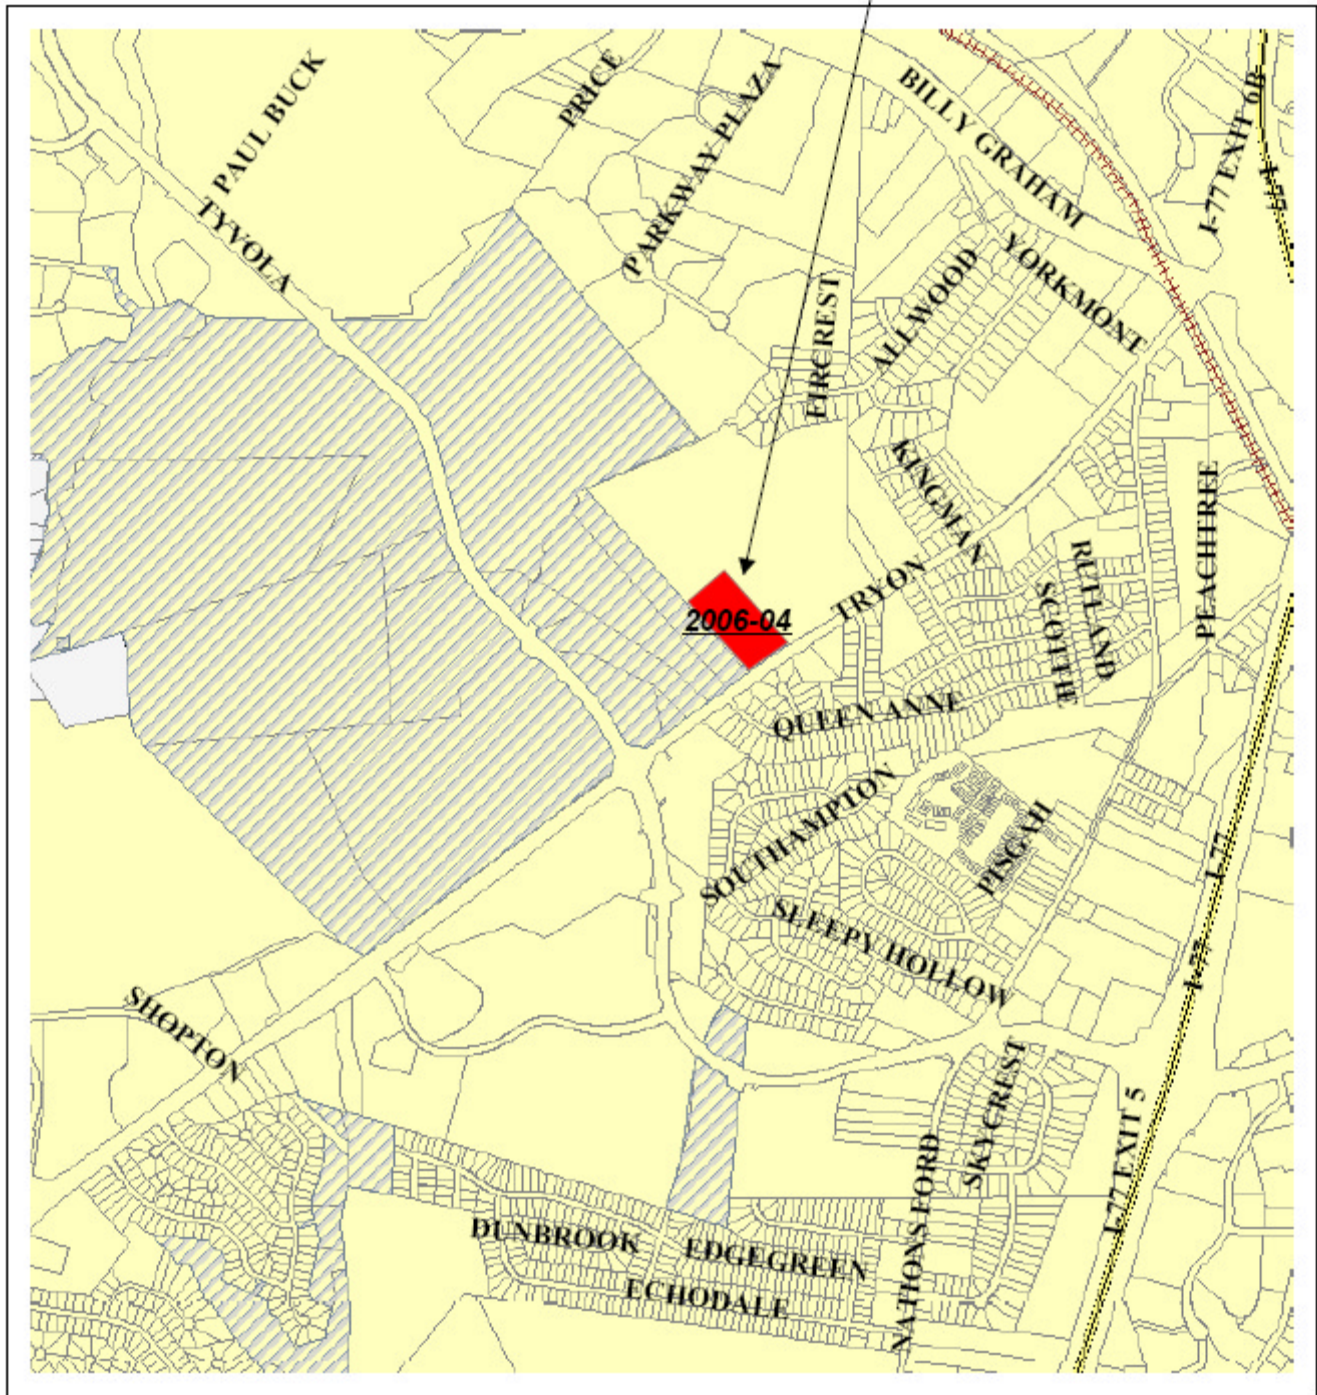 PAUL BUCK
PRICE
PARKWAY PLAZA
BILLY GRAHAM
I-77 EXIT 6B
I-77
TYVOLA
YORKMONT
ALLWOOD
FIRCREST
KINGMAN
PEACHTREE
TRYON
RUTLAND
SCOTTIE
2006-04
QUEEN ANNE
SOUTHAMPTON
PISGAH
I-77
SLEEPY HOLLOW
I-77
SHOPTON
SKYCREST
I-77 EXIT 5
NATIONS FORD
DUNBROOK
EDGEGREEN
ECHODALE